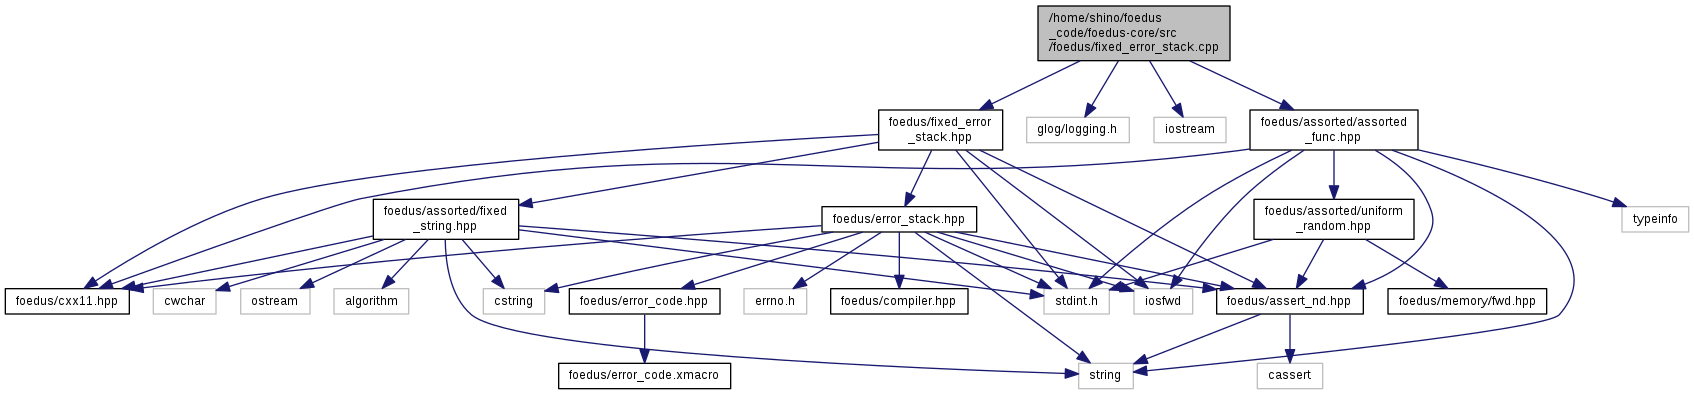 /home/shino/foedus
_code/foedus-core/src
/foedus/fixed_error_stack.cpp
foedus/fixed_error
_stack.hpp
glog/logging.h
iostream
foedus/assorted/assorted
_func.hpp
foedus/assorted/fixed
_string.hpp
foedus/error_stack.hpp
foedus/assorted/uniform
_random.hpp
typeinfo
foedus/cxx11.hpp
cwchar
ostream
algorithm
cstring
foedus/error_code.hpp
errno.h
foedus/compiler.hpp
stdint.h
iosfwd
foedus/assert_nd.hpp
foedus/memory/fwd.hpp
foedus/error_code.xmacro
string
cassert